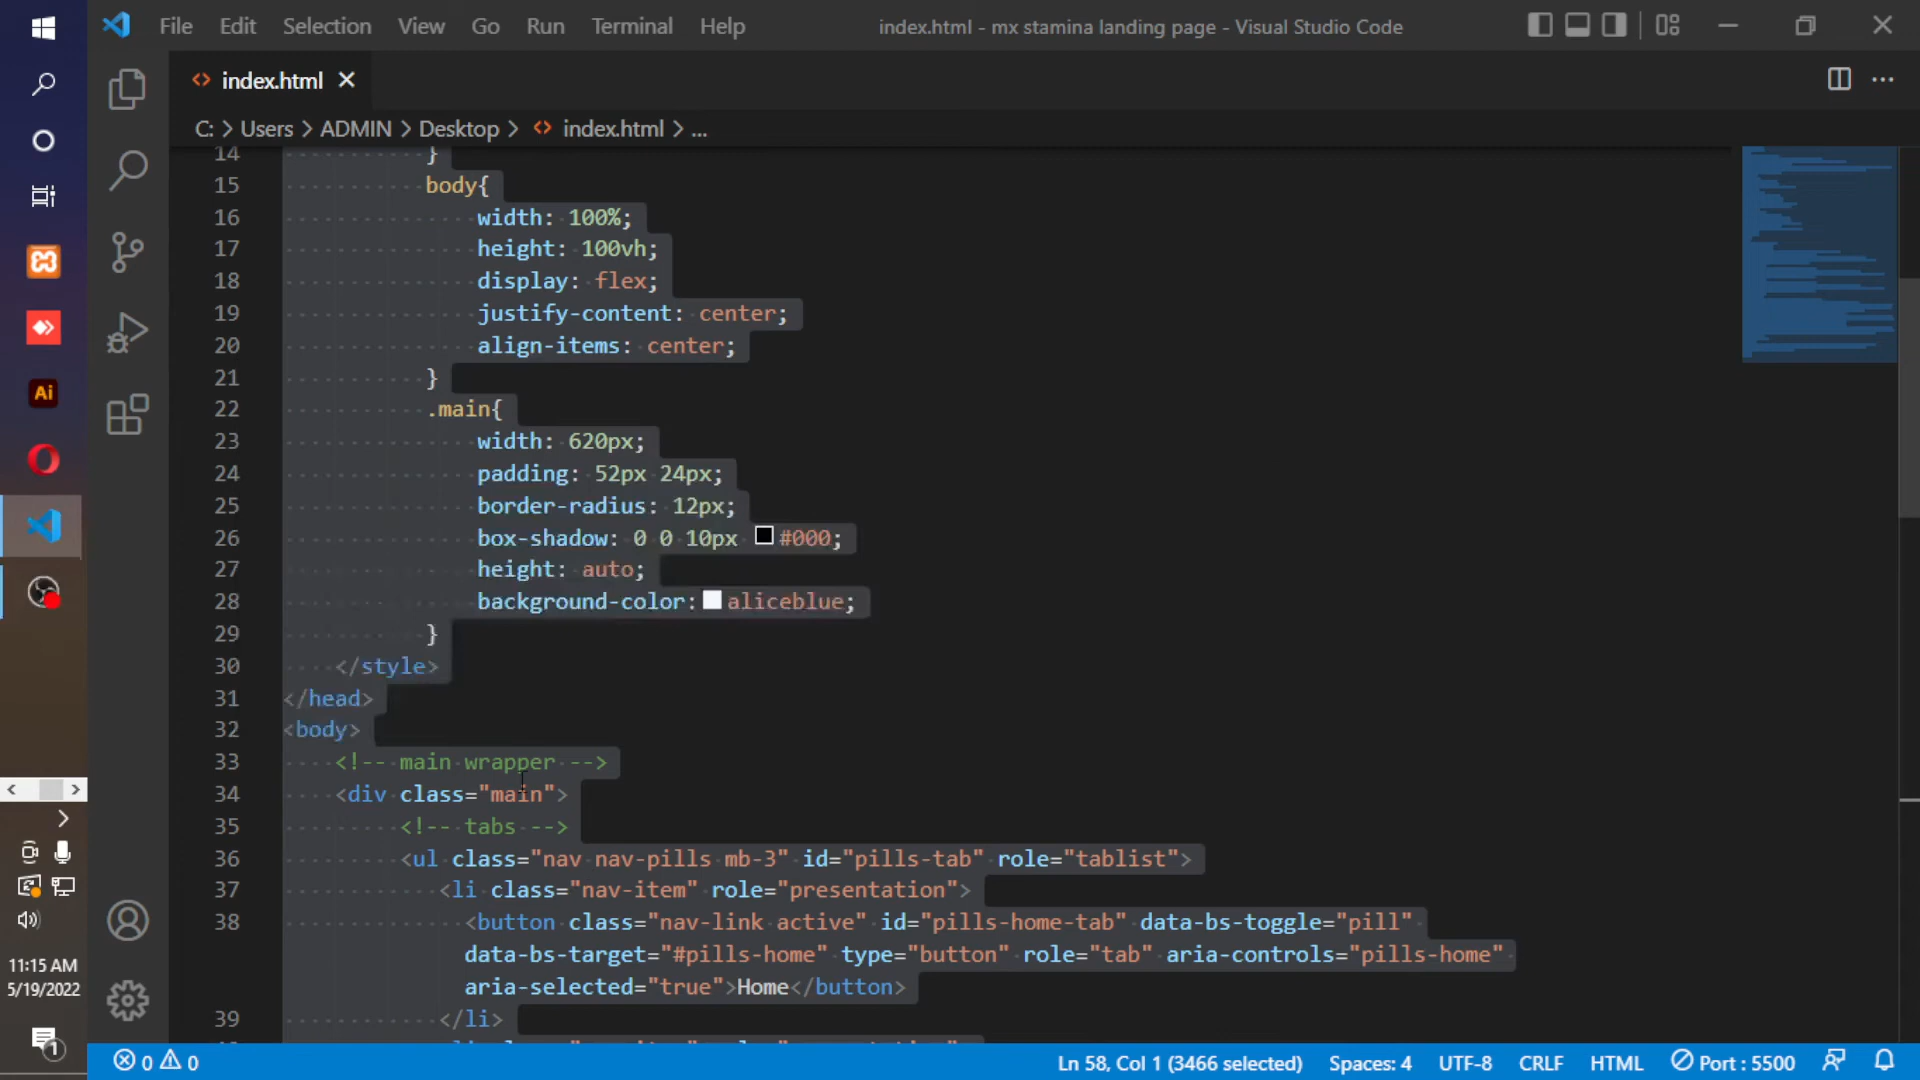 File Edit Selection View Go Run Terminal Help index.html - mx stamina landing page - Visual Studio Code
index.html
C: > Users > ADMIN > Desktop > index.html > ...
14 }
15 body{
16 width: 100%;
17 height: 100vh;
18 display: flex;
19 justify-content: center;
20 align-items: center;
21 }
22 .main{
23 width: 620px;
24 padding: 52px 24px;
25 border-radius: 12px;
26 box-shadow: 0 0 10px #000;
27 height: auto;
28 background-color: aliceblue;
29 }
30 </style>
31 </head>
32 <body>
33 <!-- main wrapper -->
34 <div class="main">
35 <!-- tabs -->
36 <ul class="nav nav-pills mb-3" id="pills-tab" role="tablist">
37 <li class="nav-item" role="presentation">
38 <button class="nav-link active" id="pills-home-tab" data-bs-toggle="pill"
data-bs-target="#pills-home" type="button" role="tab" aria-controls="pills-home"
aria-selected="true">Home</button>
39 </li>
Ai
11:15 AM
5/19/2022
1
0 0 Ln 58, Col 1 (3466 selected) Spaces: 4 UTF-8 CRLF HTML Port : 5500